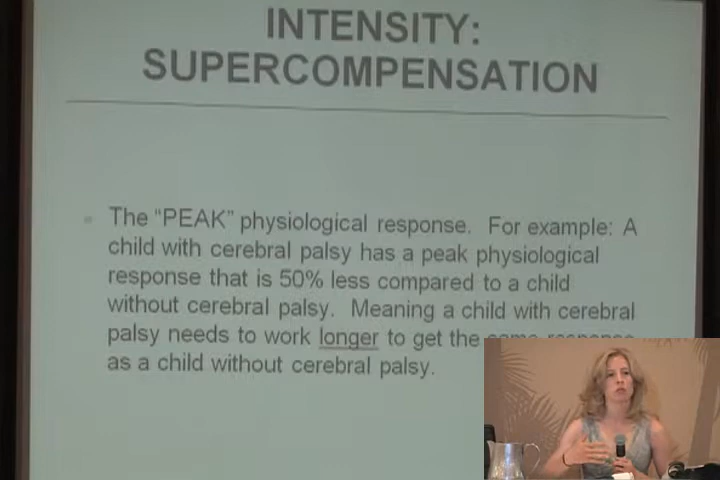 INTENSITY:
SUPERCOMPENSATION
The "PEAK" physiological response. For example: A
child with cerebral palsy has a peak physiological
response that is 50% less compared to a child
without cerebral palsy. Meaning a child with cerebral
palsy needs to work longer to get the same response
as a child without cerebral palsy.